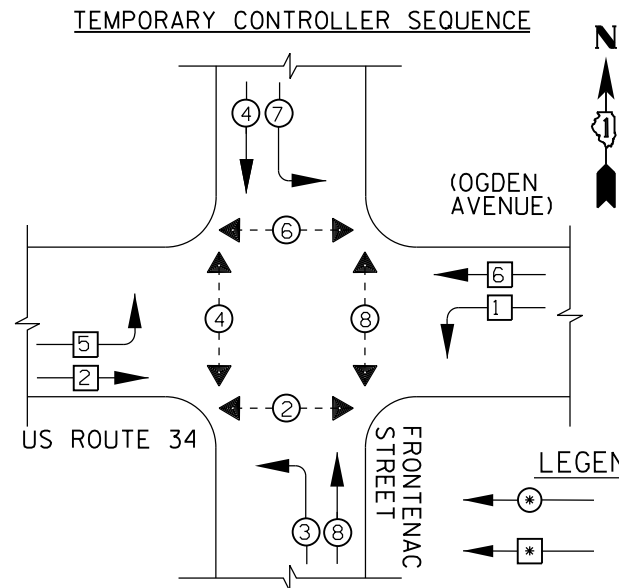 TEMPORARY CONTROLLER SEQUENCE
N
1
4 7
(OGDEN
AVENUE)
6
6
1
4
8
5
2
2
US ROUTE 34
FRONTENAC
STREET
3 8
LEGEN
*
*